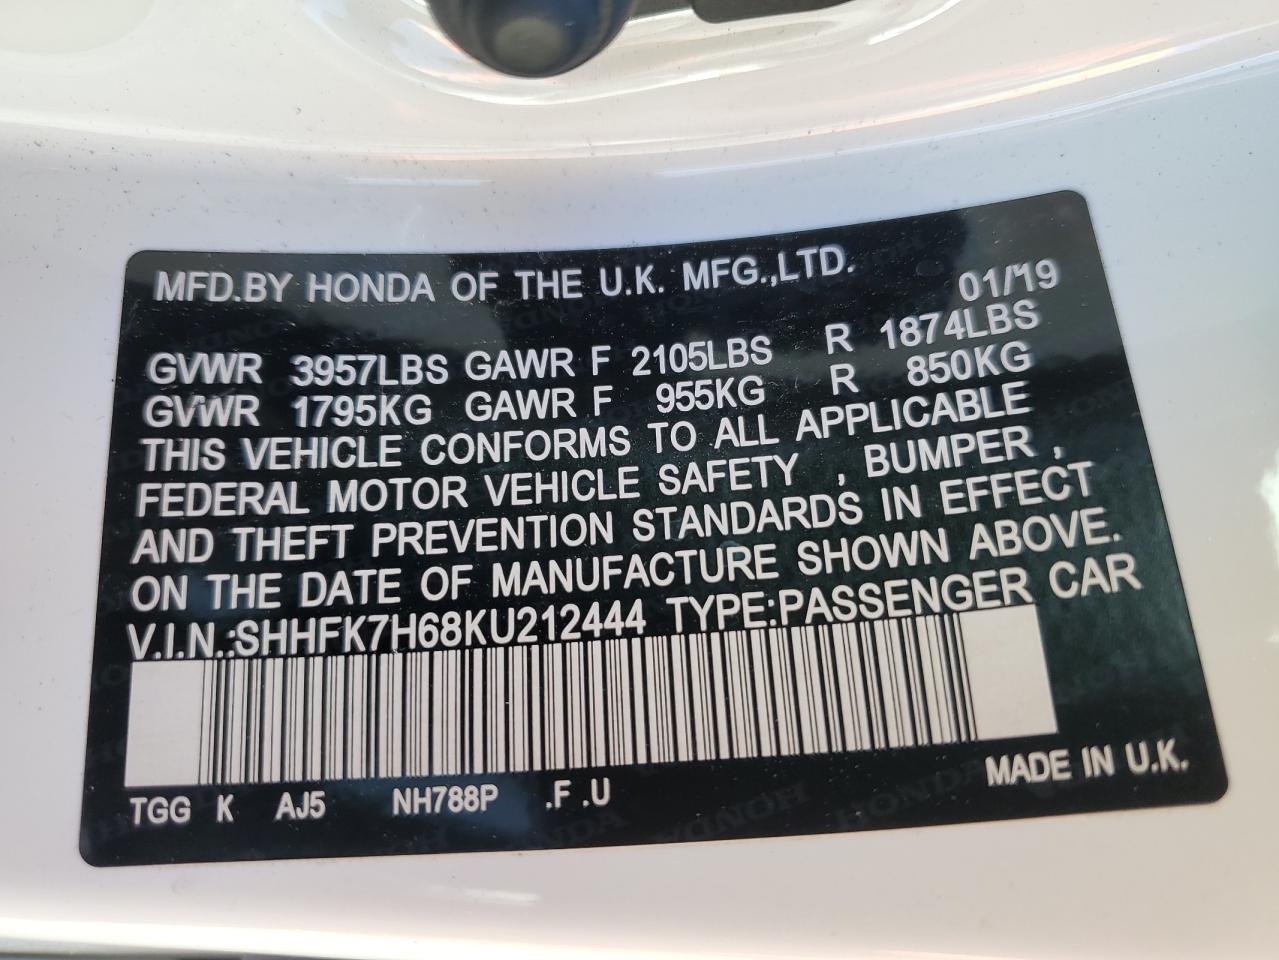 MFD.BY HONDA OF THE U.K. MFG.,LTD. 01/'19
GVWR 3957LBS GAWR F 2105LBS R 1874LBS
GVWR 1795KG GAWR F 955KG R 850KG
THIS VEHICLE CONFORMS TO ALL APPLICABLE
FEDERAL MOTOR VEHICLE SAFETY , BUMPER ,
AND THEFT PREVENTION STANDARDS IN EFFECT
ON THE DATE OF MANUFACTURE SHOWN ABOVE.
V.I.N.:SHHFK7H68KU212444 TYPE:PASSENGER CAR
TGG K AJ5 NH788P .F .U MADE IN U.K.